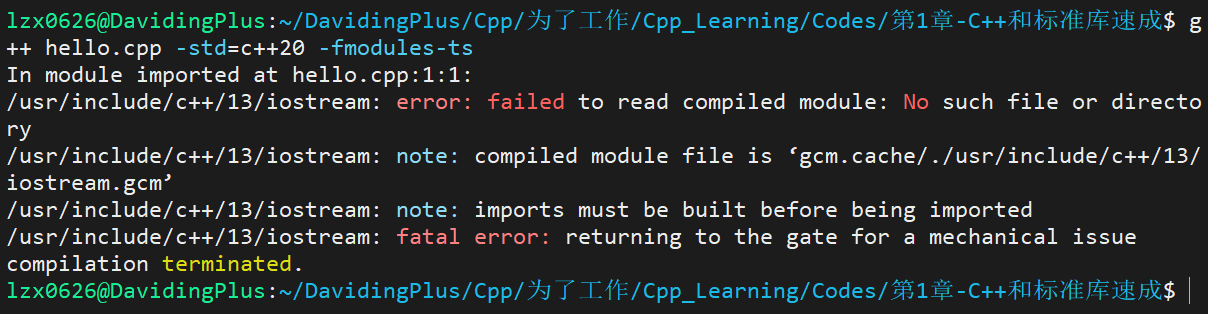 lzx0626@DavidingPlus:~/DavidingPlus/Cpp/为了工作/Cpp_Learning/Codes/第1章-C++和标准库速成$ g
++ hello.cpp -std=c++20 -fmodules-ts
In module imported at hello.cpp:1:1:
/usr/include/c++/13/iostream: error: failed to read compiled module: No such file or directo
ry
/usr/include/c++/13/iostream: note: compiled module file is ‘gcm.cache/./usr/include/c++/13/
iostream.gcm’
/usr/include/c++/13/iostream: note: imports must be built before being imported
/usr/include/c++/13/iostream: fatal error: returning to the gate for a mechanical issue
compilation terminated.
lzx0626@DavidingPlus:~/DavidingPlus/Cpp/为了工作/Cpp_Learning/Codes/第1章-C++和标准库速成$